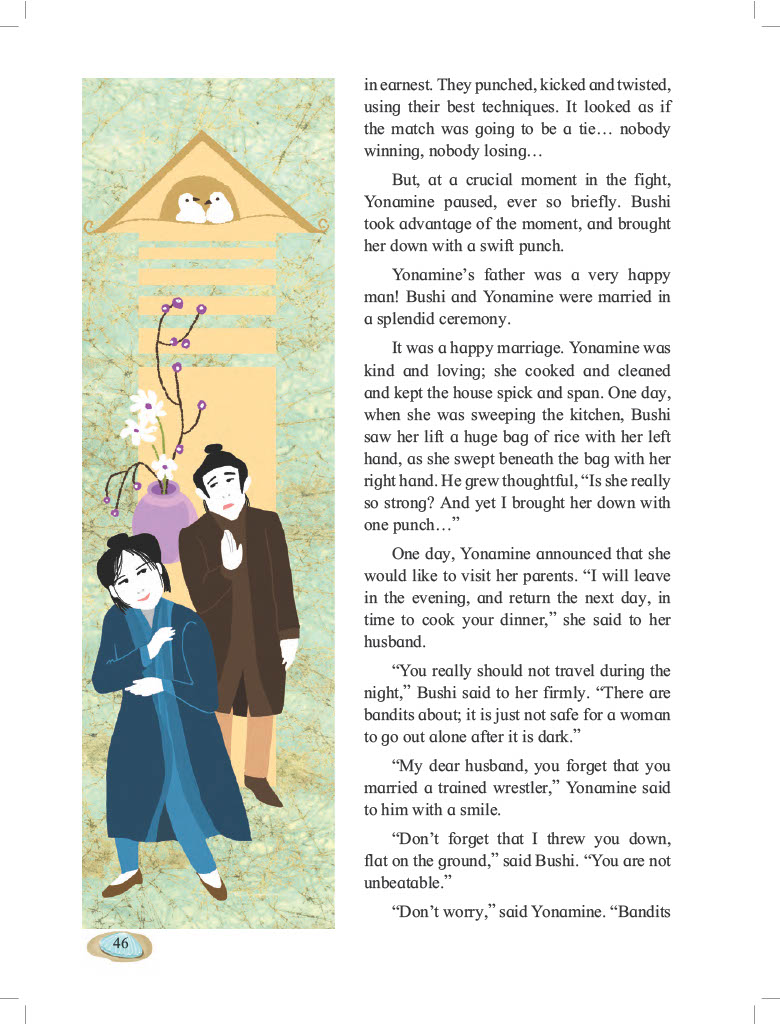 in earnest. They punched, kicked and twisted,
using their best techniques. It looked as if
the match was going to be a tie… nobody
winning, nobody losing…
But, at a crucial moment in the fight,
Yonamine paused, ever so briefly. Bushi
took advantage of the moment, and brought
her down with a swift punch.
Yonamine’s father was a very happy
man! Bushi and Yonamine were married in
a splendid ceremony.
It was a happy marriage. Yonamine was
kind and loving; she cooked and cleaned
and kept the house spick and span. One day,
when she was sweeping the kitchen, Bushi
saw her lift a huge bag of rice with her left
hand, as she swept beneath the bag with her
right hand. He grew thoughtful, “Is she really
so strong? And yet I brought her down with
one punch…”
One day, Yonamine announced that she
would like to visit her parents. “I will leave
in the evening, and return the next day, in
time to cook your dinner,” she said to her
husband.
“You really should not travel during the
night,” Bushi said to her firmly. “There are
bandits about; it is just not safe for a woman
to go out alone after it is dark.”
“My dear husband, you forget that you
married a trained wrestler,” Yonamine said
to him with a smile.
“Don’t forget that I threw you down,
flat on the ground,” said Bushi. “You are not
unbeatable.”
“Don’t worry,” said Yonamine. “Bandits
46